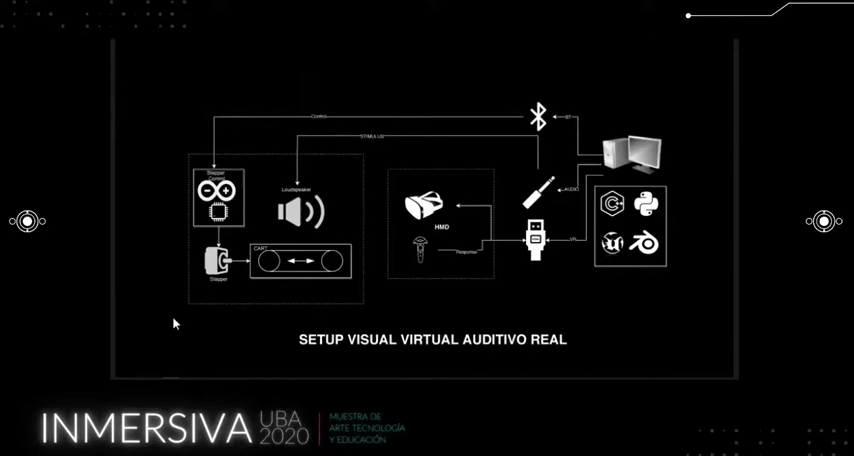 Control
BT
STIMULUS
Stepper
Control
Loudspeaker
AUDIO
HMD
CART
VR
Response
Stepper
SETUP VISUAL VIRTUAL AUDITIVO REAL
INMERSIVA UBA 2020
MUESTRA DE
ARTE TECNOLOGÍA
Y EDUCACIÓN